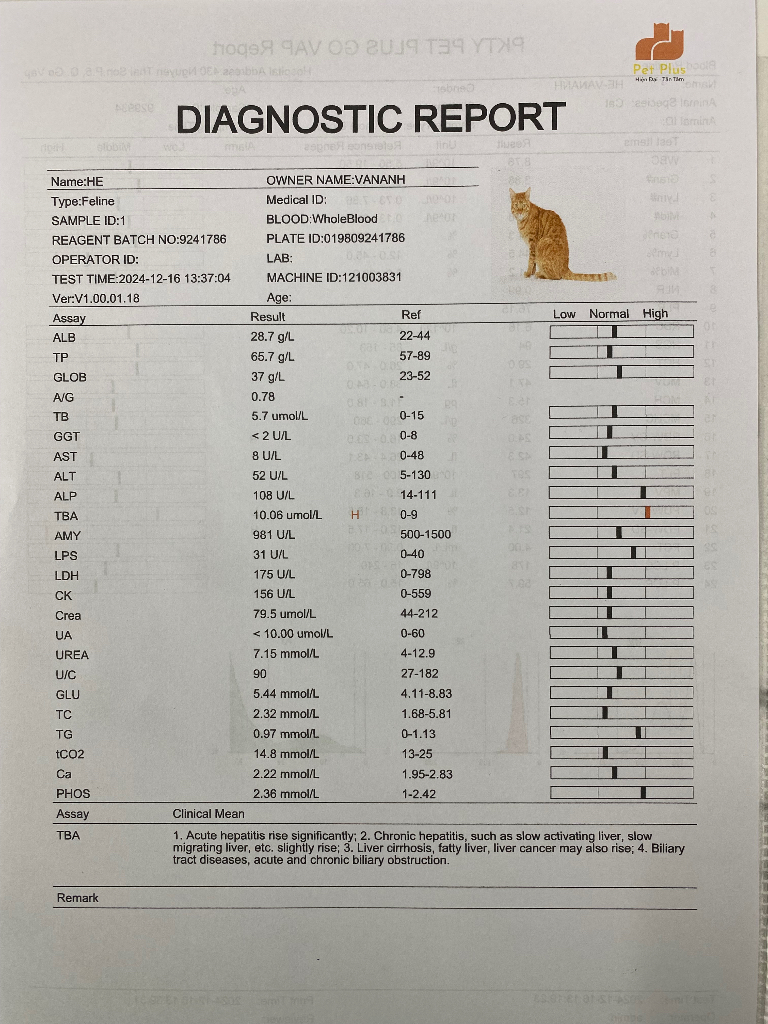 Pet Plus
Hiện Đại Tận Tâm
DIAGNOSTIC REPORT
Name:HE OWNER NAME:VANANH
Type:Feline Medical ID:
SAMPLE ID:1 BLOOD:WholeBlood
REAGENT BATCH NO:9241786 PLATE ID:019809241786
OPERATOR ID: LAB:
TEST TIME:2024-12-16 13:37:04 MACHINE ID:121003831
Ver:V1.00.01.18 Age:
Assay Result Ref Low Normal High
ALB 28.7 g/L 22-44
TP 65.7 g/L 57-89
GLOB 37 g/L 23-52
A/G 0.78 -
TB 5.7 umol/L 0-15
GGT < 2 U/L 0-8
AST 8 U/L 0-48
ALT 52 U/L 5-130
ALP 108 U/L 14-111
TBA 10.06 umol/L H 0-9
AMY 981 U/L 500-1500
LPS 31 U/L 0-40
LDH 175 U/L 0-798
CK 156 U/L 0-559
Crea 79.5 umol/L 44-212
UA < 10.00 umol/L 0-60
UREA 7.15 mmol/L 4-12.9
U/C 90 27-182
GLU 5.44 mmol/L 4.11-8.83
TC 2.32 mmol/L 1.68-5.81
TG 0.97 mmol/L 0-1.13
tCO2 14.8 mmol/L 13-25
Ca 2.22 mmol/L 1.95-2.83
PHOS 2.36 mmol/L 1-2.42
Assay Clinical Mean
TBA 1. Acute hepatitis rise significantly; 2. Chronic hepatitis, such as slow activating liver, slow
migrating liver, etc. slightly rise; 3. Liver cirrhosis, fatty liver, liver cancer may also rise; 4. Biliary
tract diseases, acute and chronic biliary obstruction.
Remark